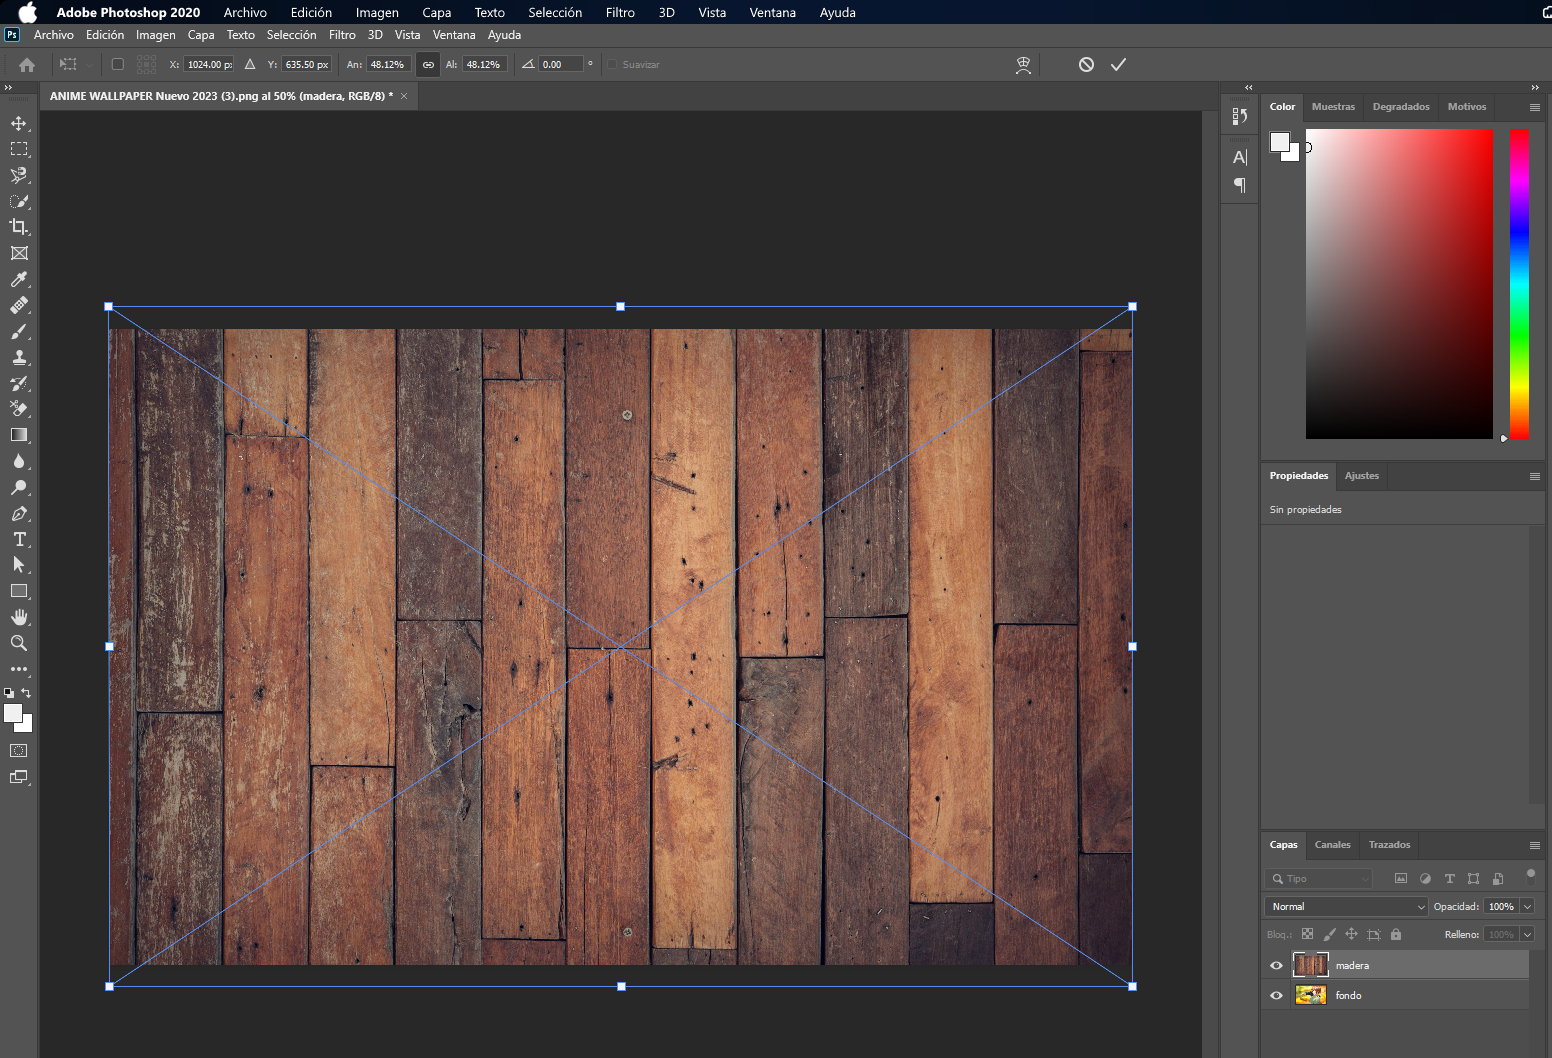 Adobe Photoshop 2020 Archivo Edición Imagen Capa Texto Selección Filtro 3D Vista Ventana Ayuda
Ps Archivo Edición Imagen Capa Texto Selección Filtro 3D Vista Ventana Ayuda
X: 1024.00 p: Y: 635.50 px An: 48.12% Al: 48.12% 0.00 ° Suavizar
ANIME WALLPAPER Nuevo 2023 (3).png al 50% (madera, RGB/8) * ×
Color Muestras Degradados Motivos
Propiedades Ajustes
Sin propiedades
Capas Canales Trazados
Tipo
Normal Opacidad: 100%
Bloq.: Relleno: 100%
madera
fondo